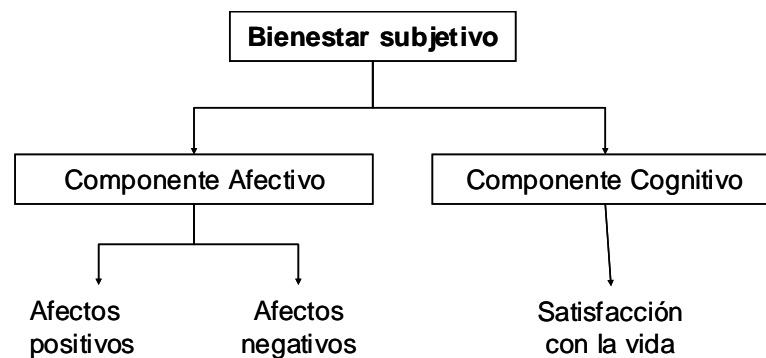 Bienestar subjetivo
Componente Afectivo
Componente Cognitivo
Afectos
positivos
Afectos
negativos
Satisfacción
con la vida